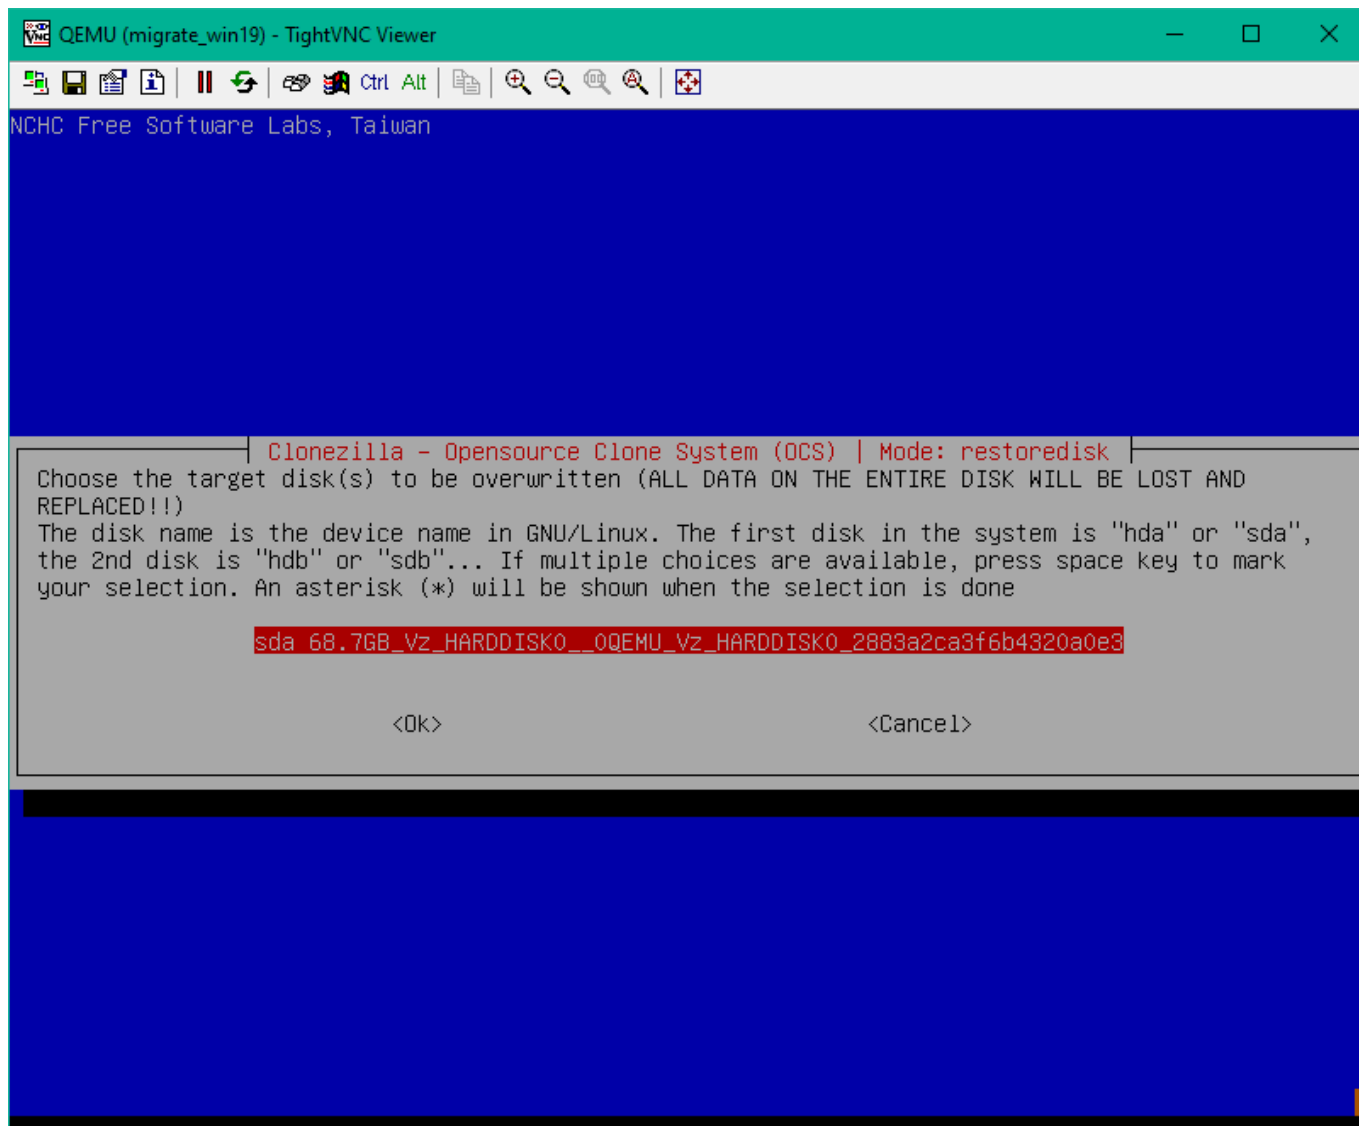 QEMU (migrate_win19) - TightVNC Viewer
Ctrl Alt
NCHC Free Software Labs, Taiwan
Clonezilla - Opensource Clone System (OCS) | Mode: restoredisk
Choose the target disk(s) to be overwritten (ALL DATA ON THE ENTIRE DISK WILL BE LOST AND
REPLACED!!)
The disk name is the device name in GNU/Linux. The first disk in the system is "hda" or "sda",
the 2nd disk is "hdb" or "sdb"... If multiple choices are available, press space key to mark
your selection. An asterisk (*) will be shown when the selection is done
sda 68.7GB_Vz_HARDDISK0__0QEMU_Vz_HARDDISK0_2883a2ca3f6b4320a0e3
<Ok> <Cancel>